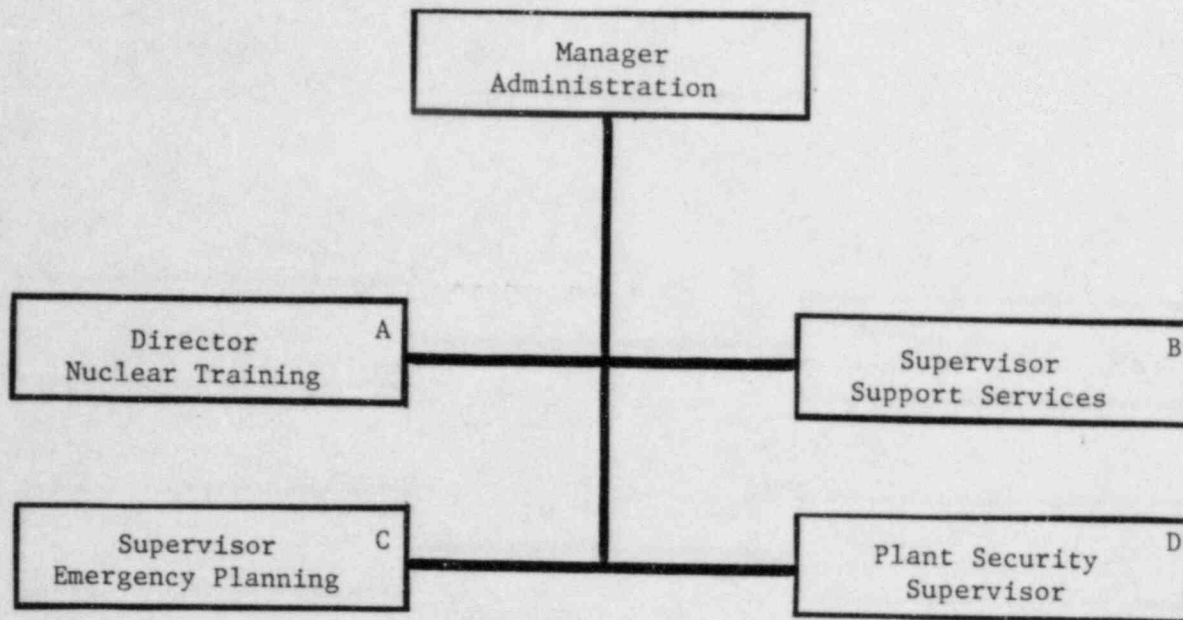 Manager
Administration
A
Director
Nuclear Training
B
Supervisor
Support Services
C
Supervisor
Emergency Planning
D
Plant Security
Supervisor